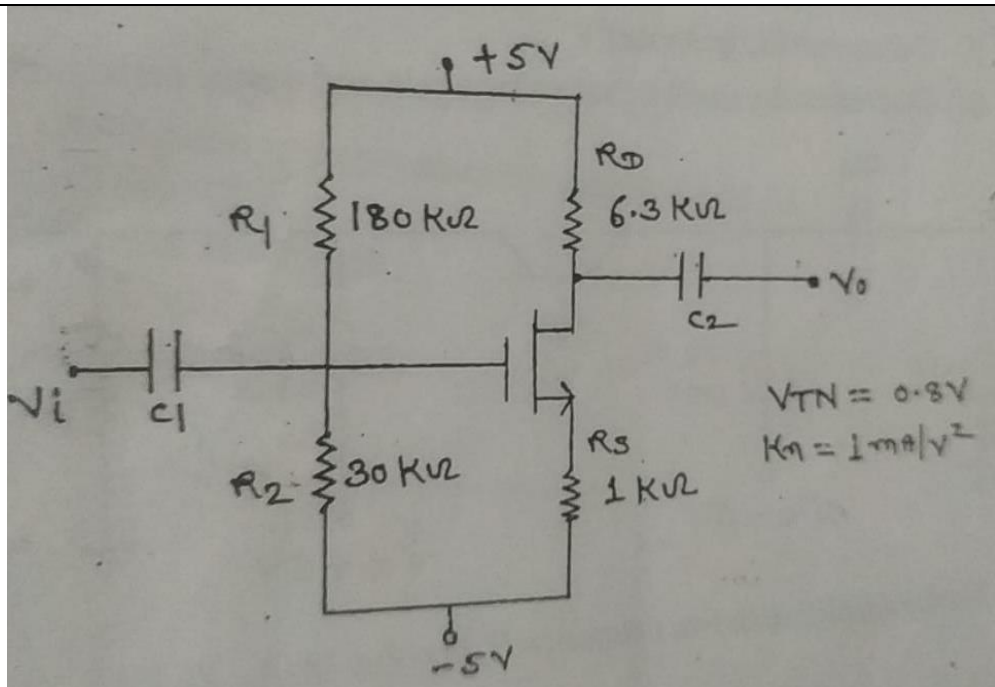 +5V
RD
6.3 KΩ
R1
180 KΩ
Vo
C2
Vi
C1
VTN = 0.8V
Kn = 1 mA/V²
RS
1 KΩ
R2
30 KΩ
-5V